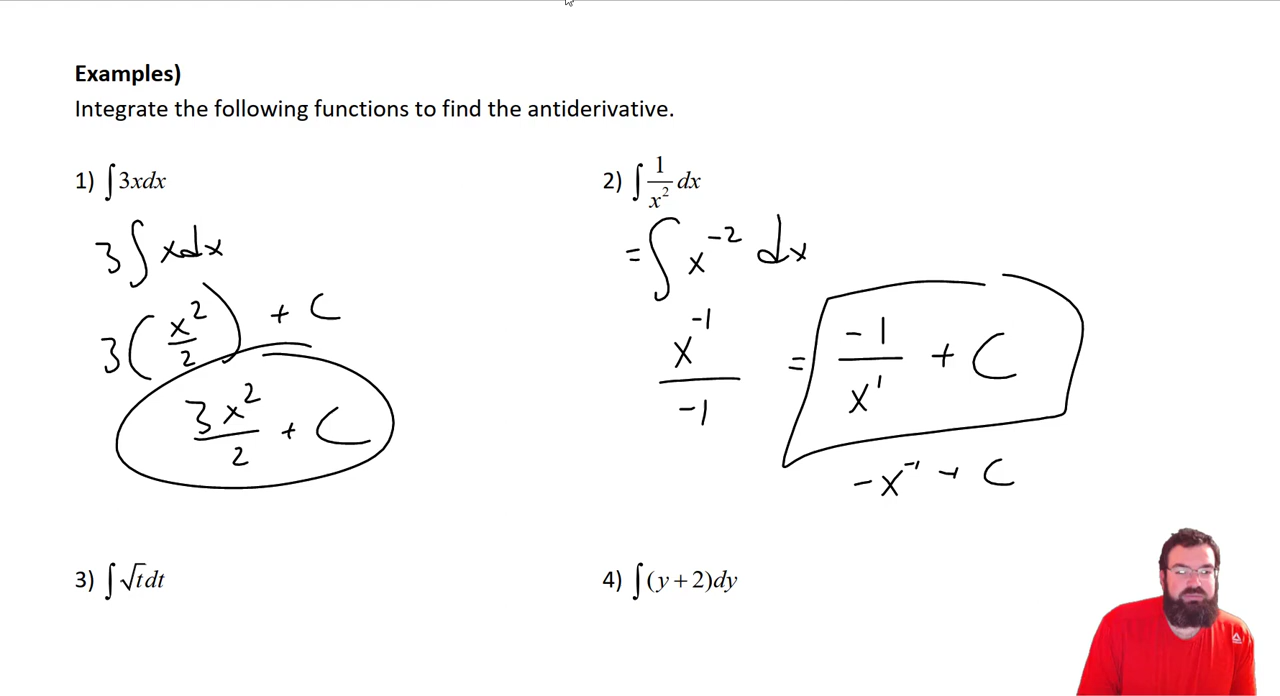 Examples)
Integrate the following functions to find the antiderivative.
1) ∫3xdx
3∫xdx
3(x²/2) + C
3x²/2 + C
2) ∫1/x² dx
= ∫x⁻² dx
x⁻¹/-1 = -1/x¹ + C
-x⁻¹ + C
3) ∫√t dt
4) ∫(y+2)dy